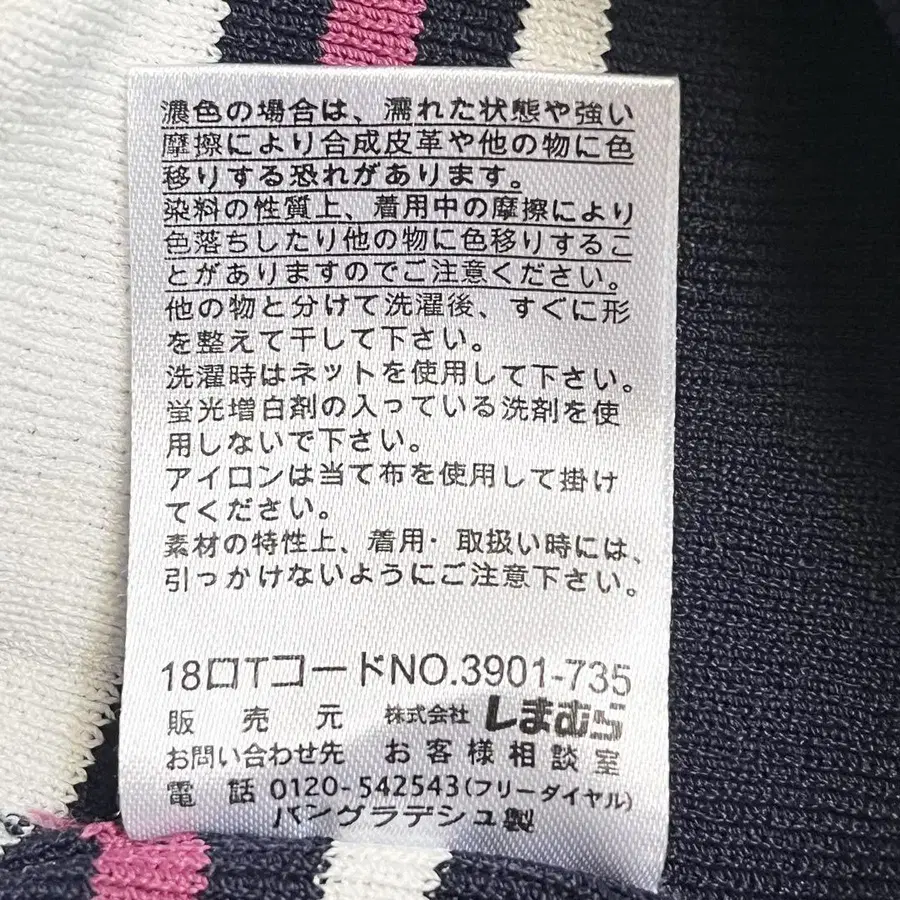 濃色の場合は、濡れた状態や強い
摩擦により合成皮革や他の物に色
移りする恐れがあります。
染料の性質上、着用中の摩擦により
色落ちしたり他の物に色移りするこ
とがありますのでご注意ください。
他の物と分けて洗濯後、すぐに形
を整えて干して下さい。
洗濯時はネットを使用して下さい。
蛍光増白剤の入っている洗剤を使
用しないで下さい。
アイロンは当て布を使用して掛け
てください。
素材の特性上、着用・取扱い時には、
引っかけないようにご注意下さい。
18ロTコードNO.3901-735
販売元 株式会社 しまむら
お問い合わせ先 お客様相談室
電話 0120-542543(フリーダイヤル)
バングラデシュ製